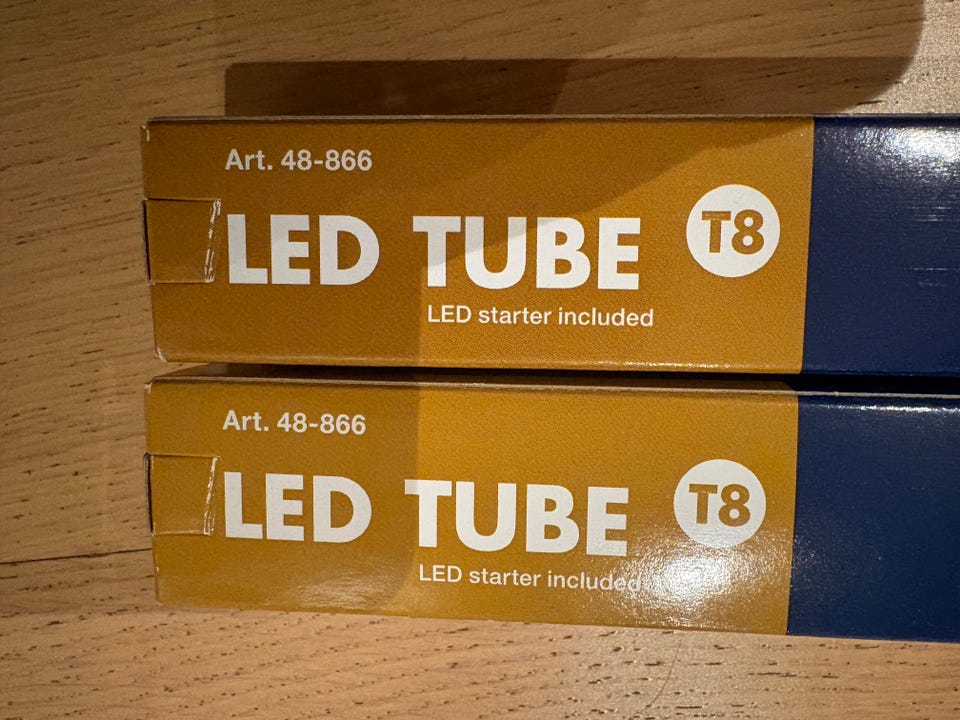 Art. 48-866
LED TUBE T8
LED starter included
Art. 48-866
LED TUBE T8
LED starter included